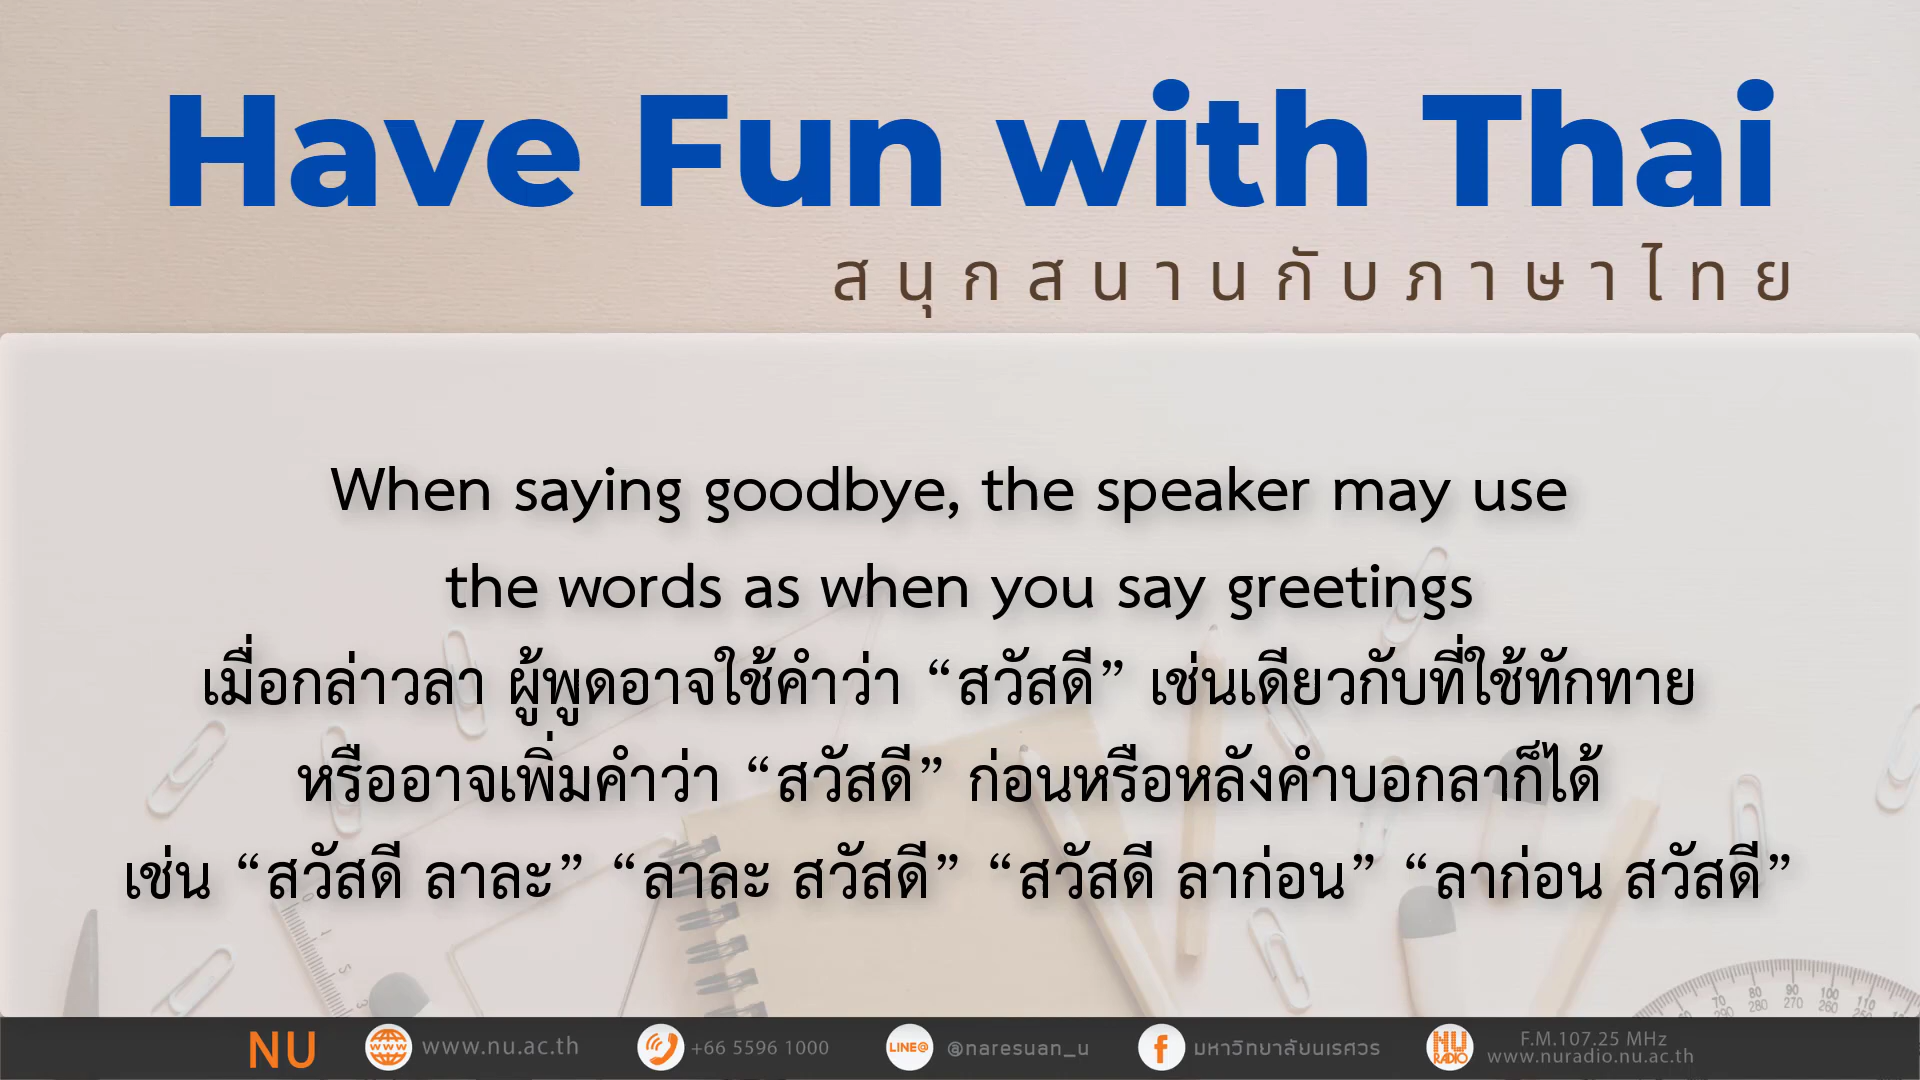 Have Fun with Thai
สนุกสนานกับภาษาไทย
When saying goodbye, the speaker may use
the words as when you say greetings
เมื่อกล่าวลา ผู้พูดอาจใช้คำว่า “สวัสดี” เช่นเดียวกับที่ใช้ทักทาย
หรืออาจเพิ่มคำว่า “สวัสดี” ก่อนหรือหลังคำบอกลาก็ได้
เช่น “สวัสดี ลาละ” “ลาละ สวัสดี” “สวัสดี ลาก่อน” “ลาก่อน สวัสดี”
70 80 90 100 110
280 270 260
NU www www.nu.ac.th +66 5596 1000 LINE@ @naresuan_u f มหาวิทยาลัยนเรศวร NU RADIO F.M.107.25 MHz
www.nuradio.nu.ac.th